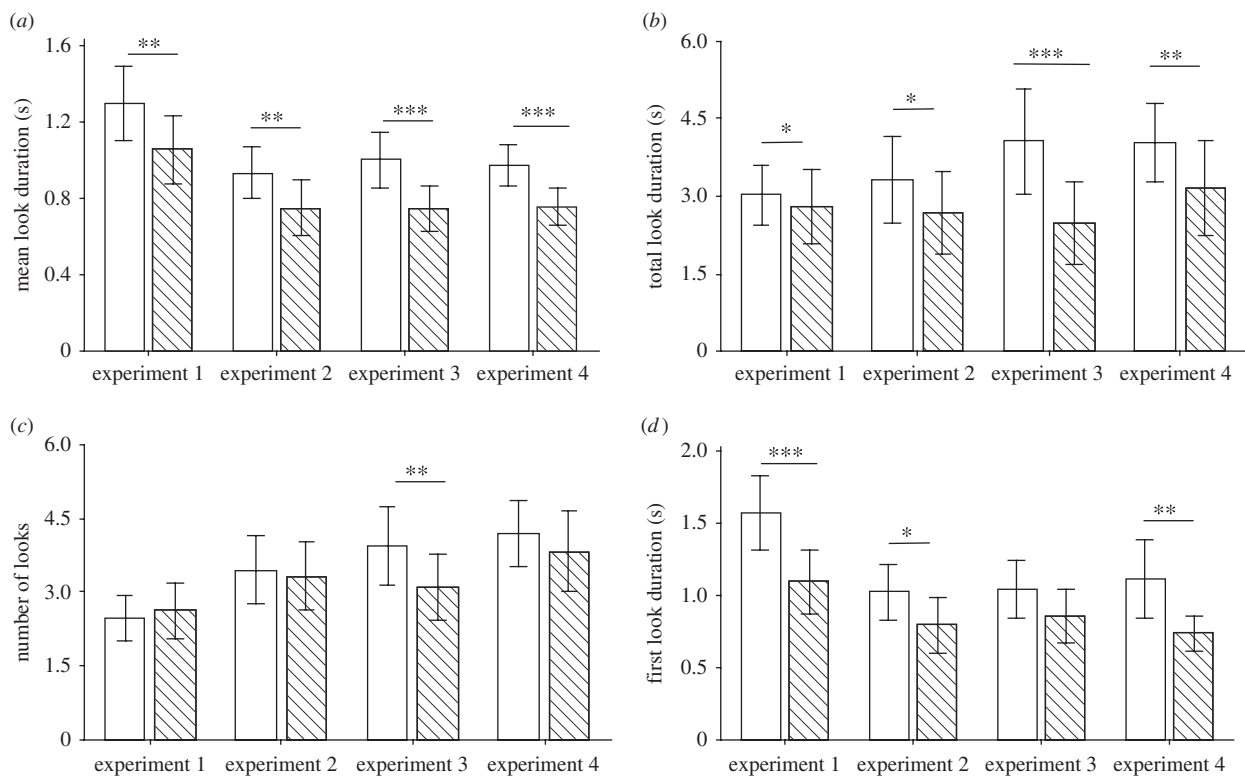 (a)
mean look duration (s)
1.6
1.2
0.8
0.4
0
**
**
***
***
experiment 1 experiment 2 experiment 3 experiment 4
(b)
total look duration (s)
6.0
4.5
3.0
1.5
0
*
*
***
**
experiment 1 experiment 2 experiment 3 experiment 4
(c)
number of looks
6.0
4.5
3.0
1.5
0
**
experiment 1 experiment 2 experiment 3 experiment 4
(d)
first look duration (s)
2.0
1.5
1.0
0.5
0
***
*
**
experiment 1 experiment 2 experiment 3 experiment 4